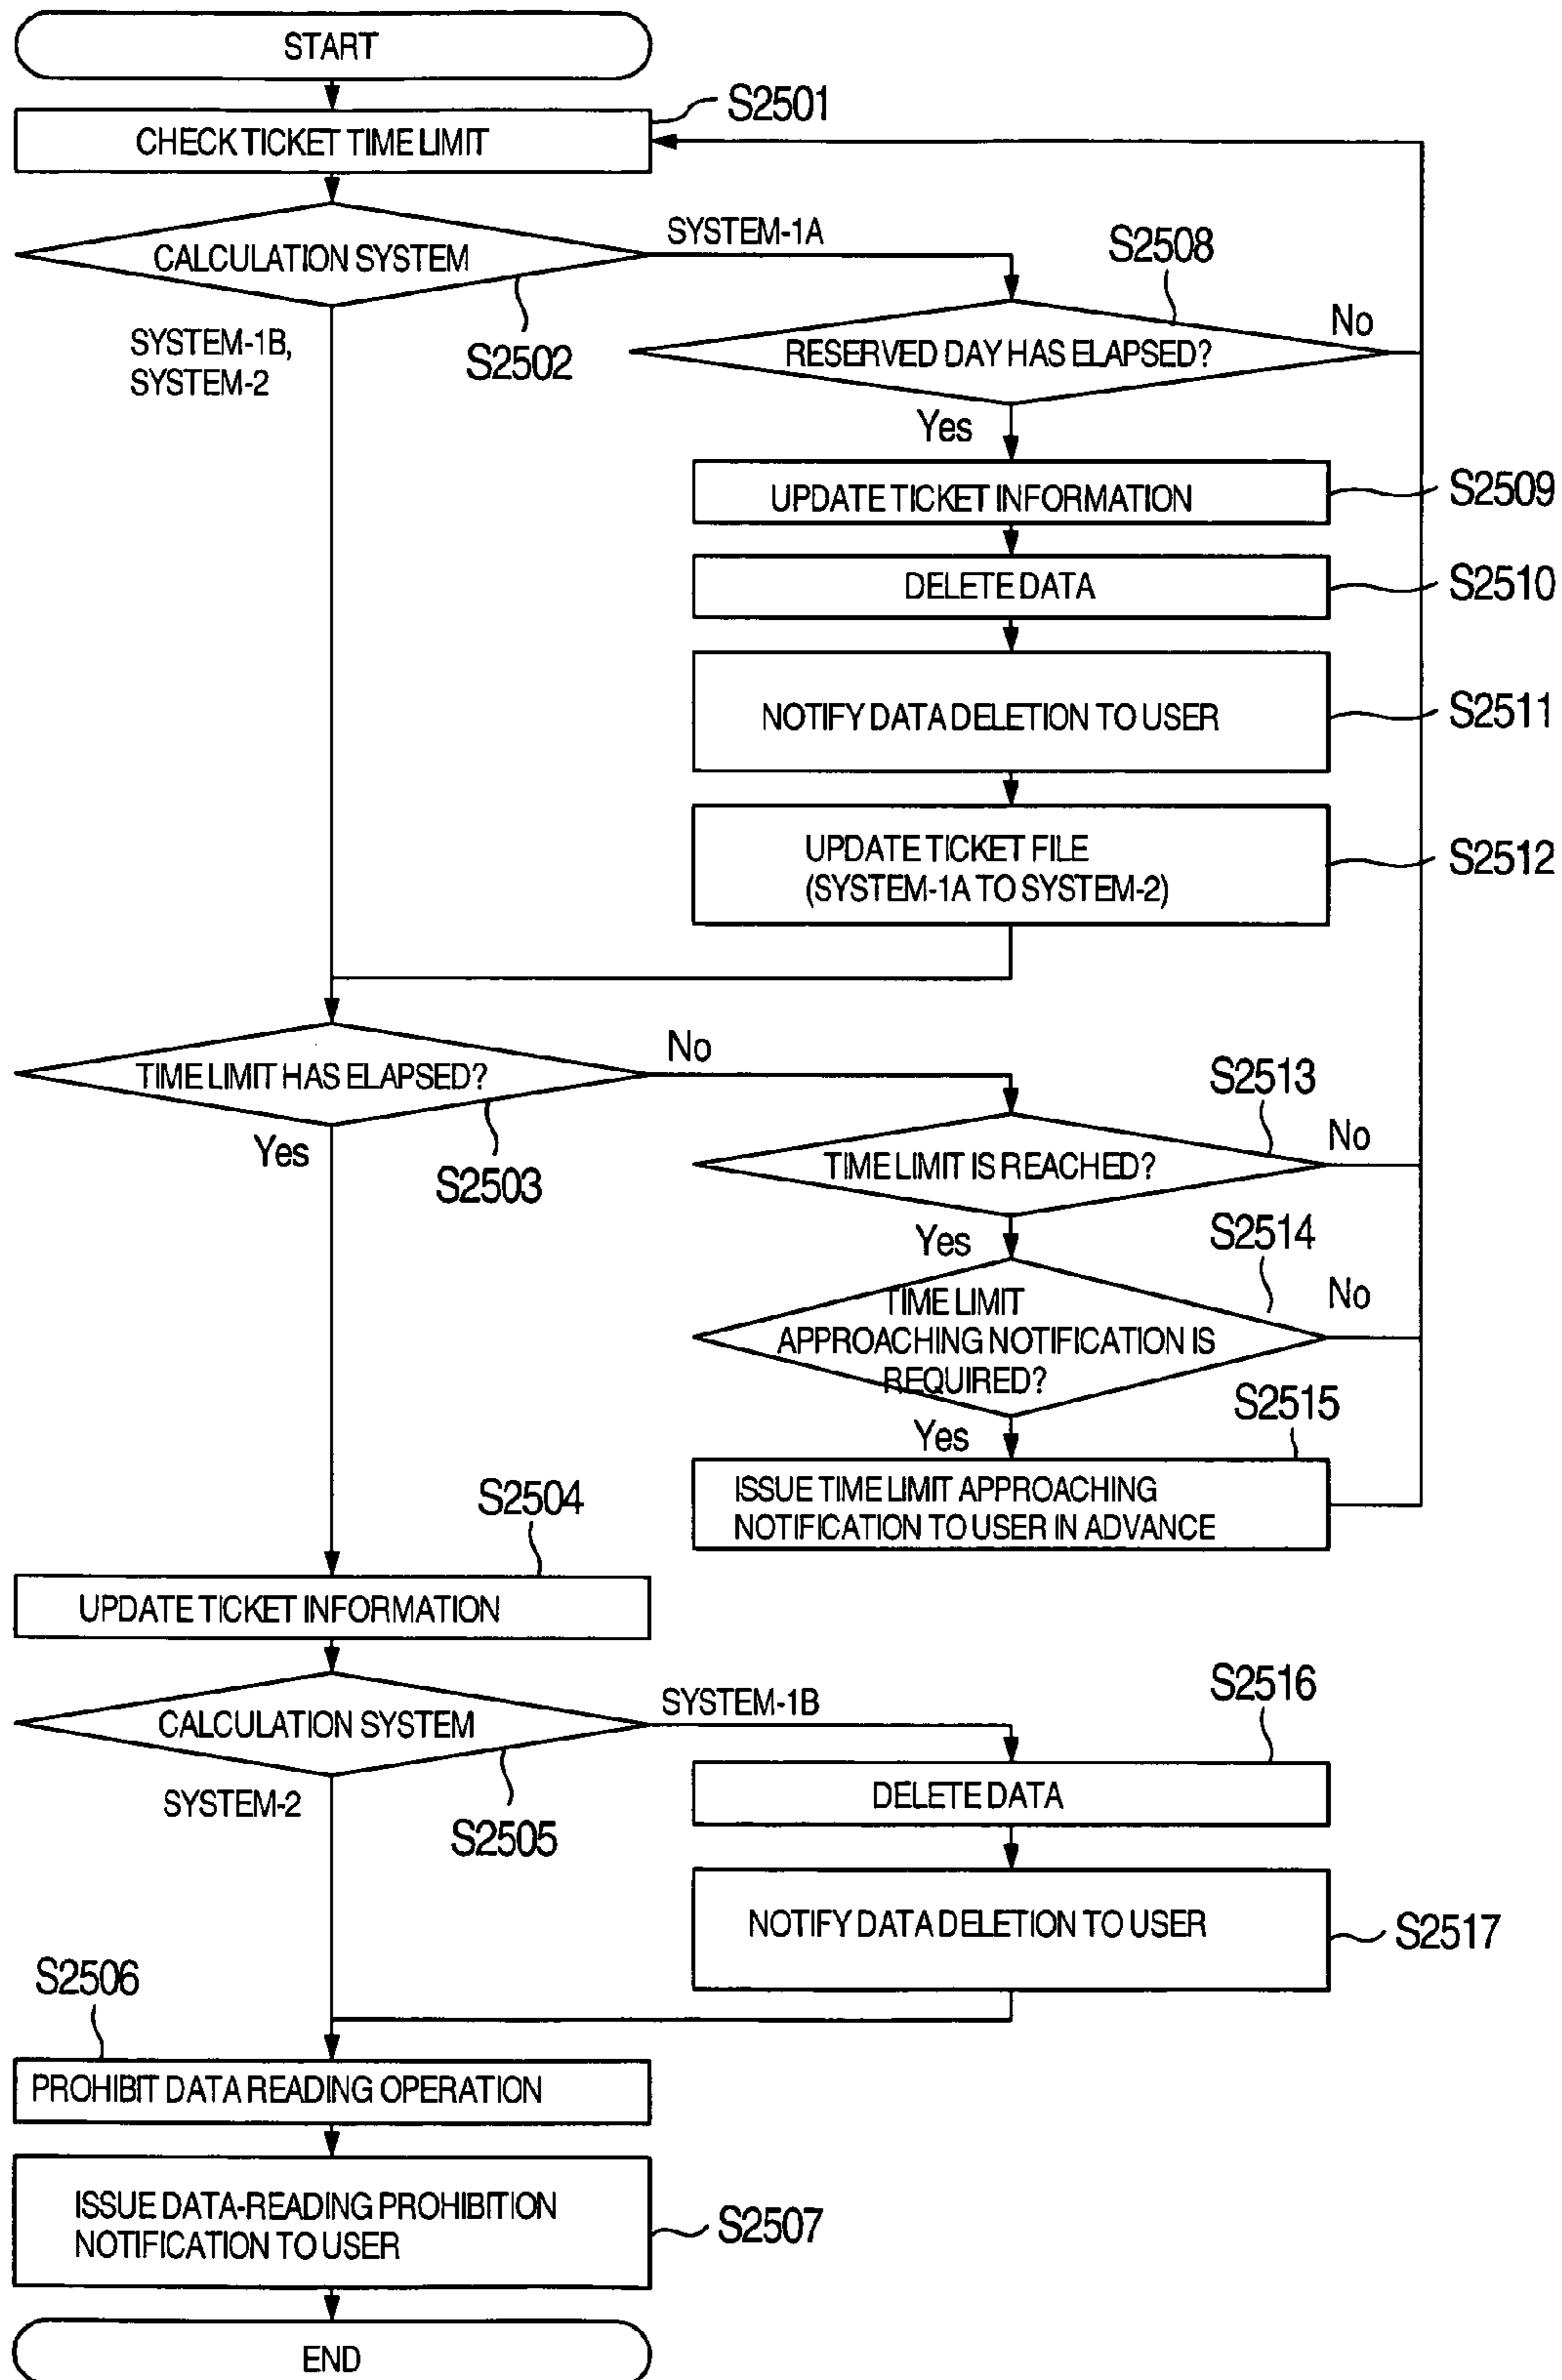 START
S2501
CHECK TICKET TIME LIMIT
SYSTEM-1A
S2508
CALCULATION SYSTEM
S2502
SYSTEM-1B,
SYSTEM-2
No
RESERVED DAY HAS ELAPSED?
Yes
UPDATE TICKET INFORMATION
S2509
DELETE DATA
S2510
NOTIFY DATA DELETION TO USER
S2511
UPDATE TICKET FILE
(SYSTEM-1A TO SYSTEM-2)
S2512
No
TIME LIMIT HAS ELAPSED?
S2503
Yes
S2513
No
TIME LIMIT IS REACHED?
Yes
S2514
No
TIME LIMIT
APPROACHING NOTIFICATION IS
REQUIRED?
Yes
S2515
ISSUE TIME LIMIT APPROACHING
NOTIFICATION TO USER IN ADVANCE
S2504
UPDATE TICKET INFORMATION
CALCULATION SYSTEM
SYSTEM-1B
S2505
SYSTEM-2
S2516
DELETE DATA
NOTIFY DATA DELETION TO USER
S2517
S2506
PROHIBIT DATA READING OPERATION
ISSUE DATA-READING PROHIBITION
NOTIFICATION TO USER
S2507
END